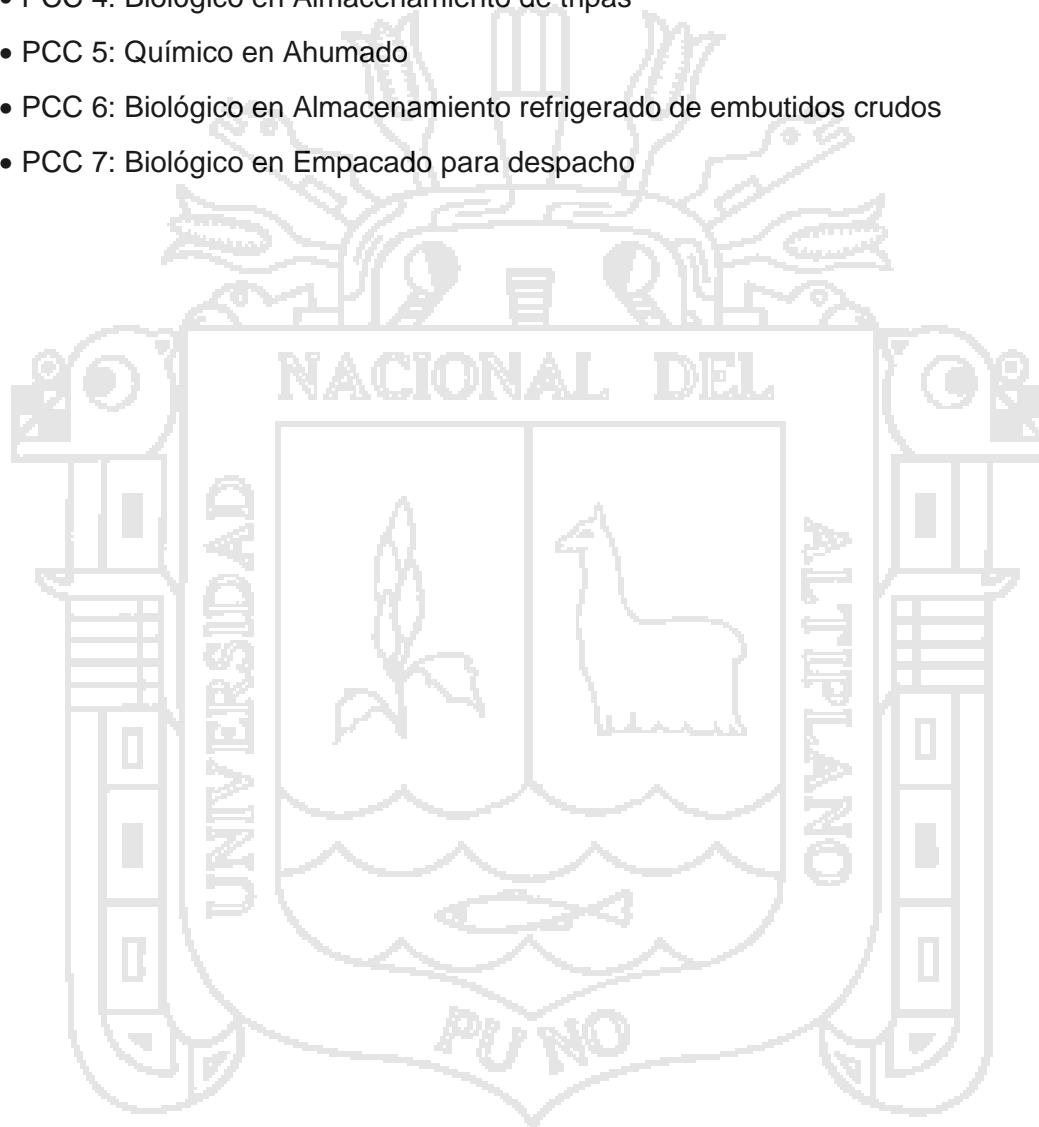 • PCC 4: Biológico en Almacenamiento de tripas
• PCC 5: Químico en Ahumado
• PCC 6: Biológico en Almacenamiento refrigerado de embutidos crudos
• PCC 7: Biológico en Empacado para despacho
NACIONAL DEL
UNIVERSIDAD
ALTIPLANO
PUNO